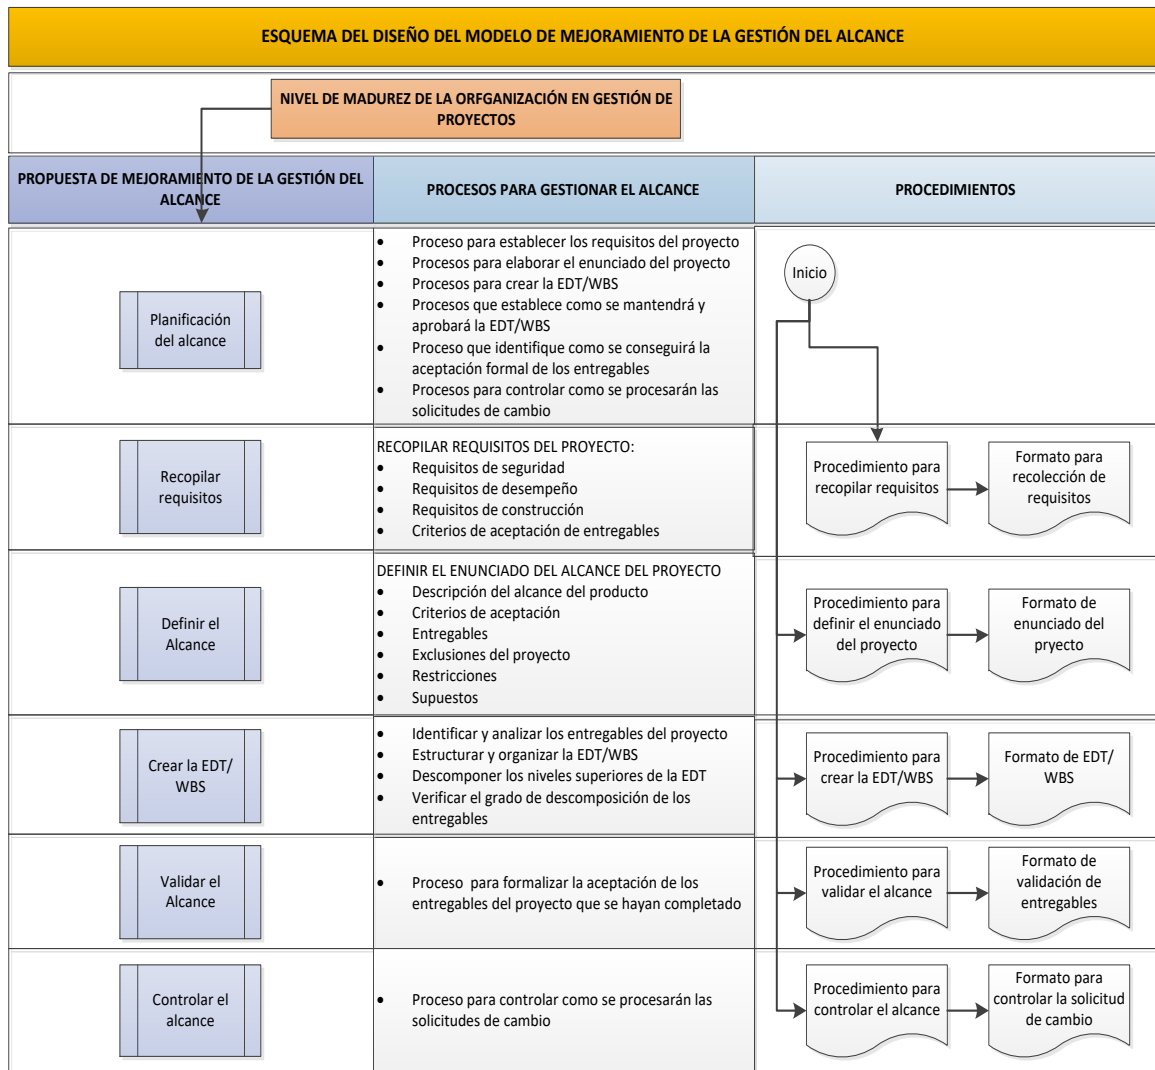 ESQUEMA DEL DISEÑO DEL MODELO DE MEJORAMIENTO DE LA GESTIÓN DEL ALCANCE
NIVEL DE MADUREZ DE LA ORFGANIZACIÓN EN GESTIÓN DE
PROYECTOS
PROPUESTA DE MEJORAMIENTO DE LA GESTIÓN DEL
ALCANCE
PROCESOS PARA GESTIONAR EL ALCANCE
PROCEDIMIENTOS
Planificación
del alcance
• Proceso para establecer los requisitos del proyecto
• Procesos para elaborar el enunciado del proyecto
• Procesos para crear la EDT/WBS
• Procesos que establece como se mantendrá y
aprobará la EDT/WBS
• Proceso que identifique como se conseguirá la
aceptación formal de los entregables
• Procesos para controlar como se procesarán las
solicitudes de cambio
Inicio
Recopilar
requisitos
RECOPILAR REQUISITOS DEL PROYECTO:
• Requisitos de seguridad
• Requisitos de desempeño
• Requisitos de construcción
• Criterios de aceptación de entregables
Procedimiento para
recopilar requisitos
Formato para
recolección de
requisitos
Definir el
Alcance
DEFINIR EL ENUNCIADO DEL ALCANCE DEL PROYECTO
• Descripción del alcance del producto
• Criterios de aceptación
• Entregables
• Exclusiones del proyecto
• Restricciones
• Supuestos
Procedimiento para
definir el enunciado
del proyecto
Formato de
enunciado del
pryecto
Crear la EDT/
WBS
• Identificar y analizar los entregables del proyecto
• Estructurar y organizar la EDT/WBS
• Descomponer los niveles superiores de la EDT
• Verificar el grado de descomposición de los
entregables
Procedimiento para
crear la EDT/WBS
Formato de EDT/
WBS
Validar el
Alcance
• Proceso para formalizar la aceptación de los
entregables del proyecto que se hayan completado
Procedimiento para
validar el alcance
Formato de
validación de
entregables
Controlar el
alcance
• Proceso para controlar como se procesarán las
solicitudes de cambio
Procedimiento para
controlar el alcance
Formato para
controlar la solicitud
de cambio